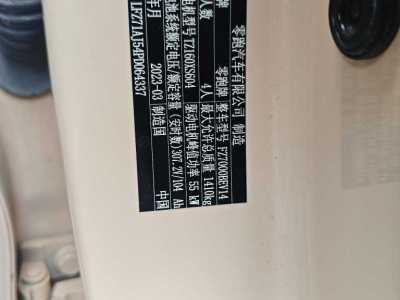 零跑汽车有限公司 制造
牌 零跑牌 整车型号 FZ7000BEV14
人数 4人 最大允许总质量 1410kg
电机型号 TZ160XS604 驱动电机峰值功率 55 kW
池系统额定电压/额定容量(安时数)307.2V/104 Ah
年月 2023-03 制造国 中国
LFZ71AJ54PD064337